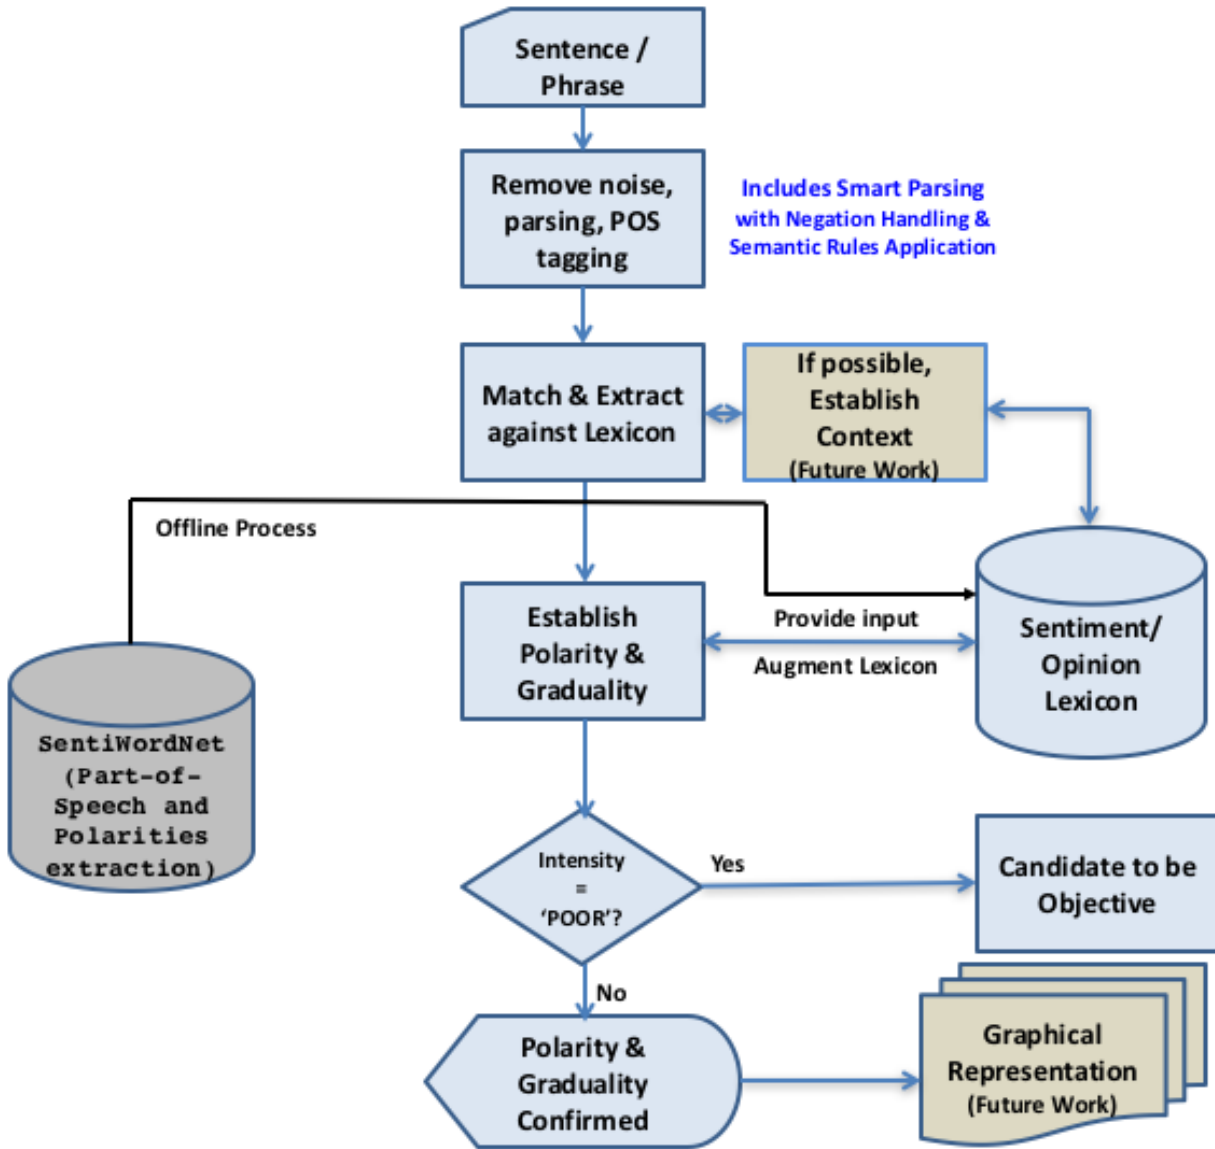 Sentence /
Phrase
Remove noise,
parsing, POS
tagging
Includes Smart Parsing
with Negation Handling &
Semantic Rules Application
Match & Extract
against Lexicon
If possible,
Establish
Context
(Future Work)
Offline Process
Establish
Polarity &
Graduality
Provide input
Augment Lexicon
Sentiment/
Opinion
Lexicon
SentiWordNet
(Part-of-
Speech and
Polarities
extraction)
Intensity
=
‘POOR’?
Yes
Candidate to be
Objective
No
Polarity &
Graduality
Confirmed
Graphical
Representation
(Future Work)